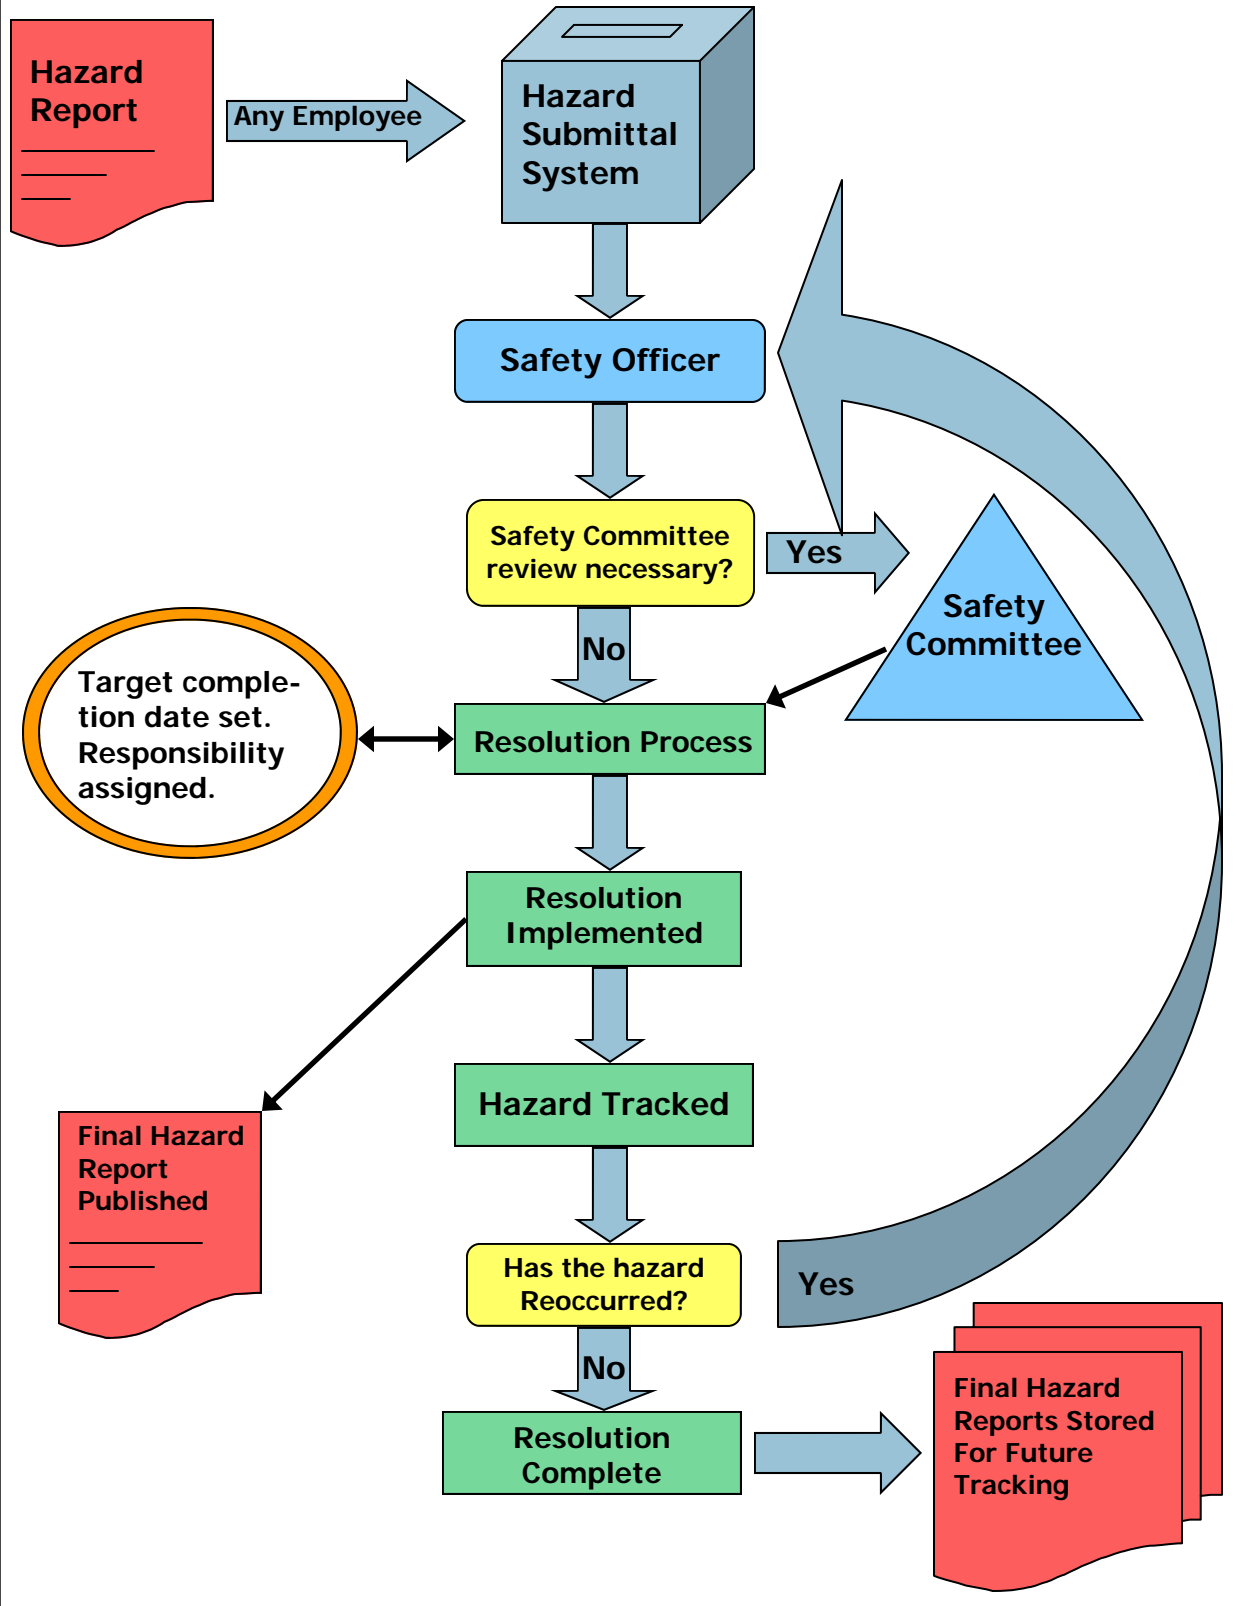 Hazard
Report
Any Employee
Hazard
Submittal
System
Safety Officer
Safety Committee
review necessary?
Yes
Safety
Committee
No
Target comple-
tion date set.
Responsibility
assigned.
Resolution Process
Resolution
Implemented
Hazard Tracked
Final Hazard
Report
Published
Has the hazard
Reoccurred?
Yes
No
Resolution
Complete
Final Hazard
Reports Stored
For Future
Tracking